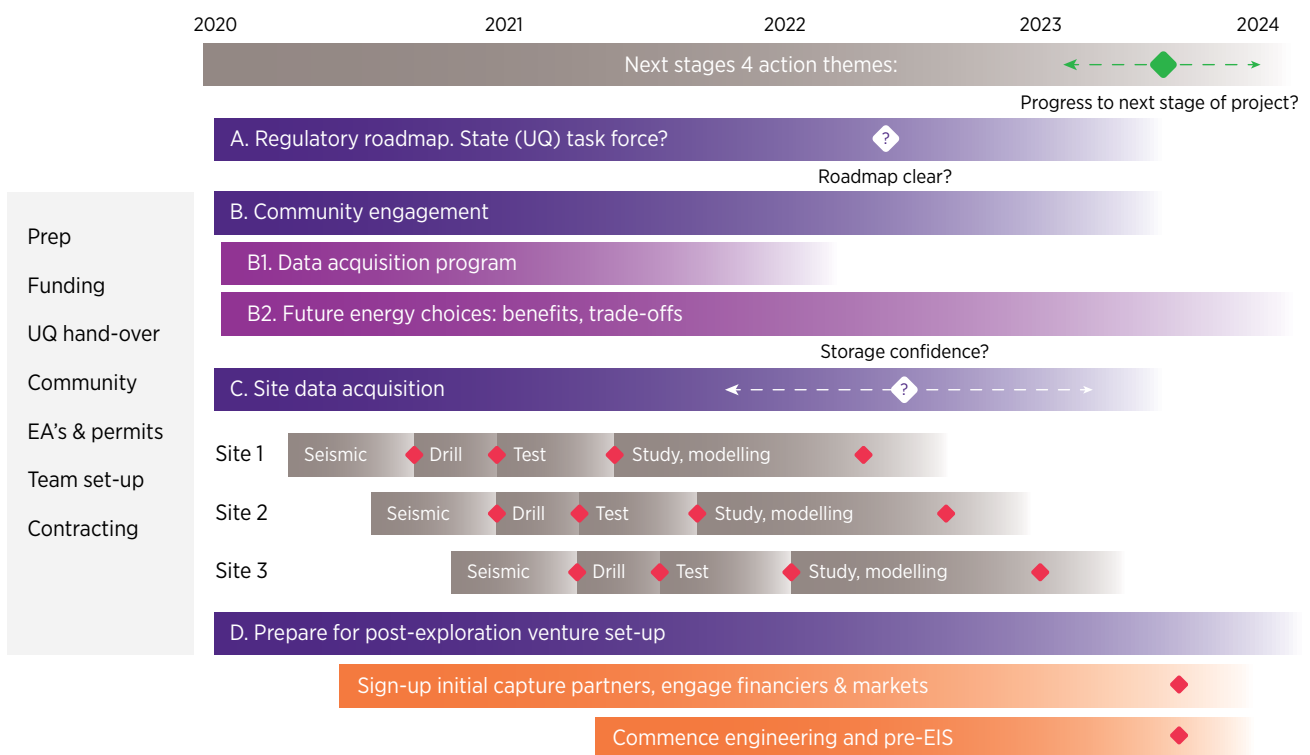 2020 2021 2022 2023 2024
Next stages 4 action themes:
Progress to next stage of project?
A. Regulatory roadmap. State (UQ) task force? ?
Roadmap clear?
B. Community engagement
B1. Data acquisition program
B2. Future energy choices: benefits, trade-offs
Storage confidence?
C. Site data acquisition ?
Site 1 Seismic Drill Test Study, modelling
Site 2 Seismic Drill Test Study, modelling
Site 3 Seismic Drill Test Study, modelling
D. Prepare for post-exploration venture set-up
Sign-up initial capture partners, engage financiers & markets
Commence engineering and pre-EIS
Prep
Funding
UQ hand-over
Community
EA's & permits
Team set-up
Contracting